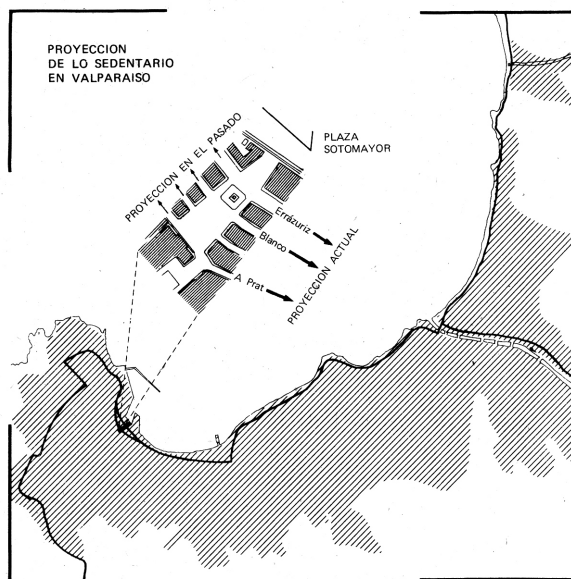 PROYECCION
DE LO SEDENTARIO
EN VALPARAISO
PLAZA
SOTOMAYOR
PROYECCION EN EL PASADO
Errázuriz
Blanco
A Prat
PROYECCION ACTUAL